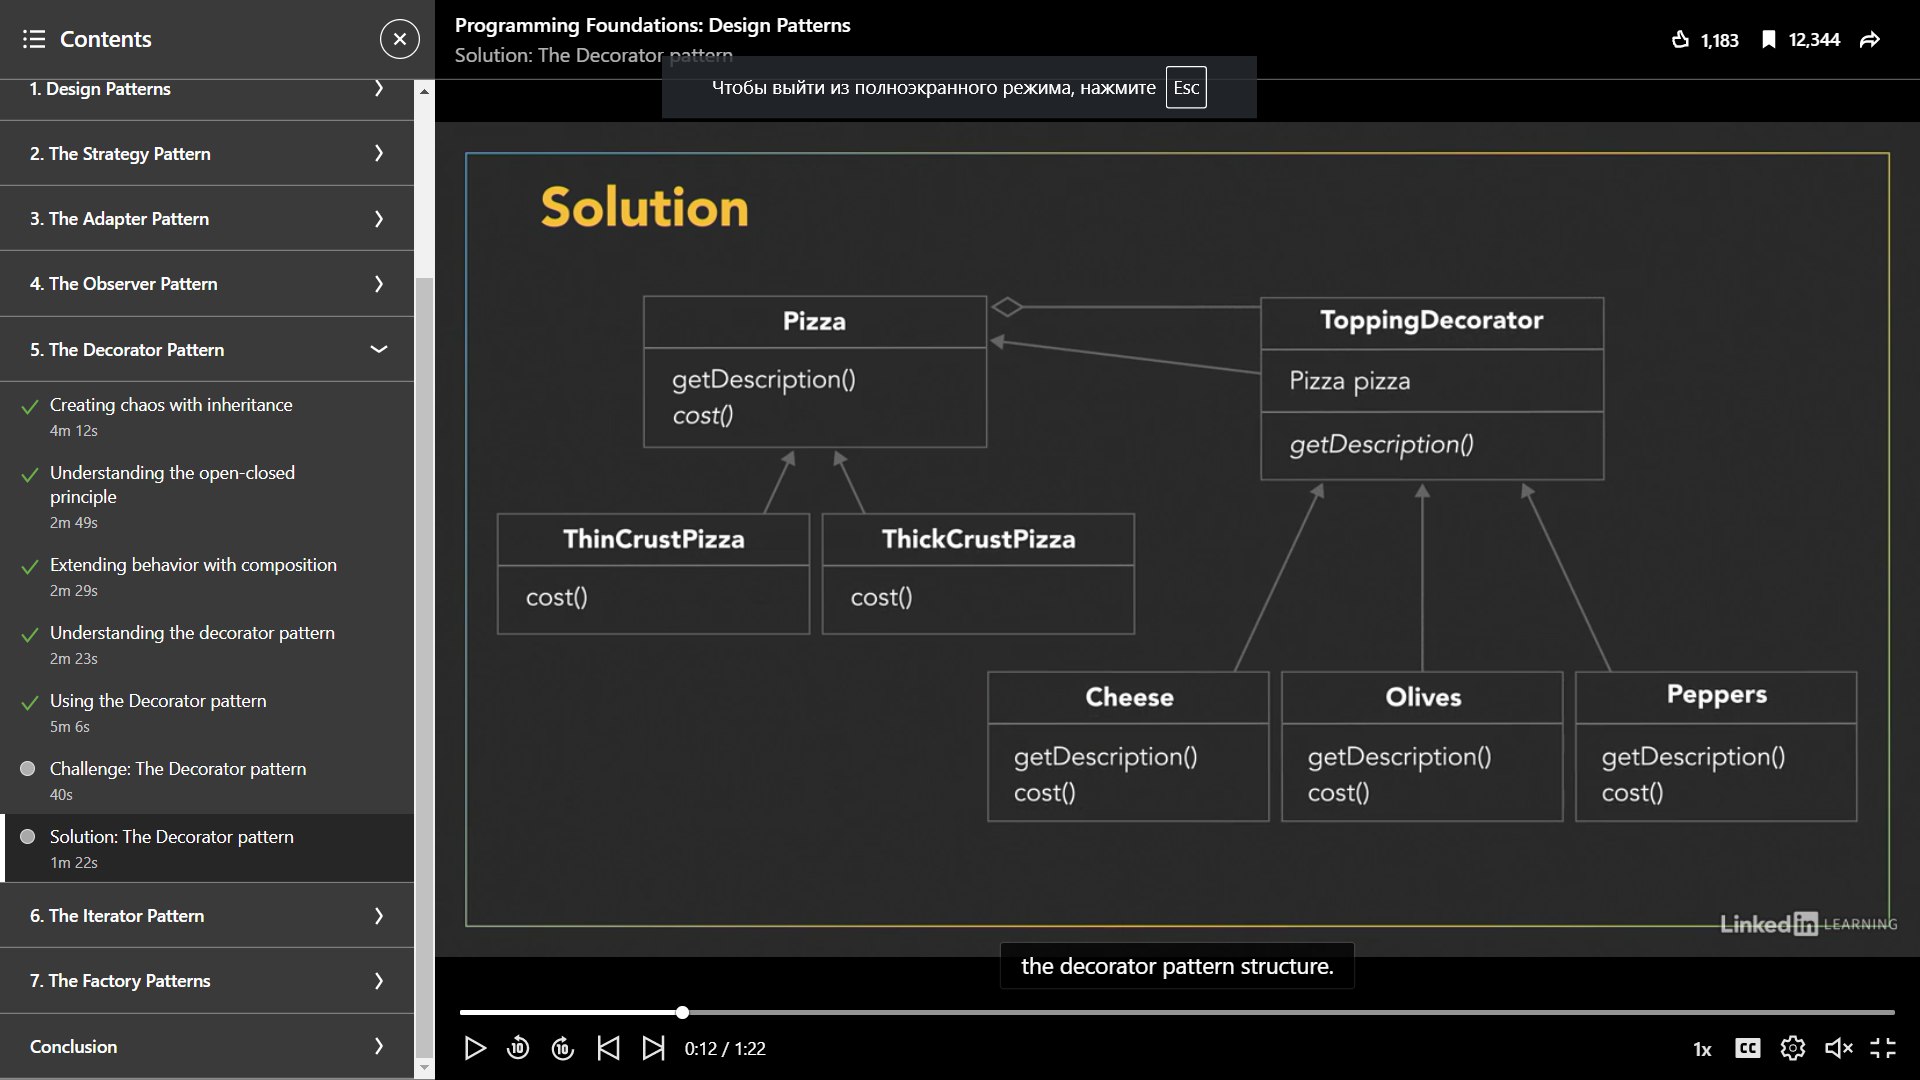 Contents
1. Design Patterns
2. The Strategy Pattern
3. The Adapter Pattern
4. The Observer Pattern
5. The Decorator Pattern
Creating chaos with inheritance
4m 12s
Understanding the open-closed
principle
2m 49s
Extending behavior with composition
2m 29s
Understanding the decorator pattern
2m 23s
Using the Decorator pattern
5m 6s
Challenge: The Decorator pattern
40s
Solution: The Decorator pattern
1m 22s
6. The Iterator Pattern
7. The Factory Patterns
Conclusion
Programming Foundations: Design Patterns
Solution: The Decorator pattern
1,183 12,344
Чтобы выйти из полноэкранного режима, нажмите Esc
Solution
Pizza
getDescription()
cost()
ToppingDecorator
Pizza pizza
getDescription()
ThinCrustPizza
cost()
ThickCrustPizza
cost()
Cheese
getDescription()
cost()
Olives
getDescription()
cost()
Peppers
getDescription()
cost()
Linked in LEARNING
the decorator pattern structure.
10 10 0:12 / 1:22 1x CC